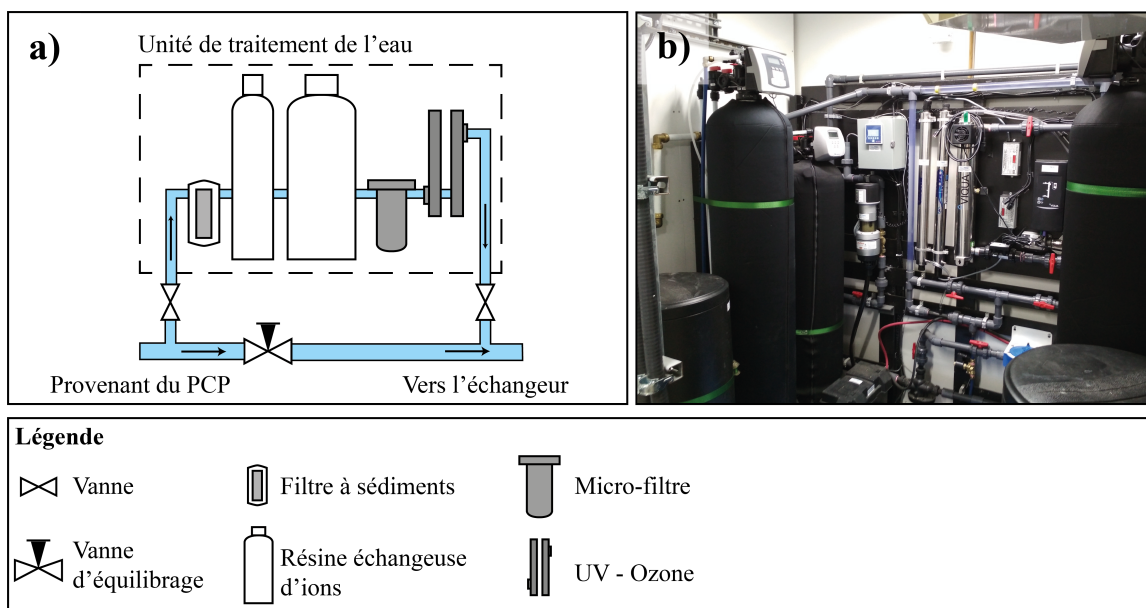 a)
Unité de traitement de l'eau
Provenant du PCP
Vers l'échangeur
b)
VIQUA
Légende
Vanne
Vanne
d'équilibrage
Filtre à sédiments
Résine échangeuse
d'ions
Micro-filtre
UV - Ozone